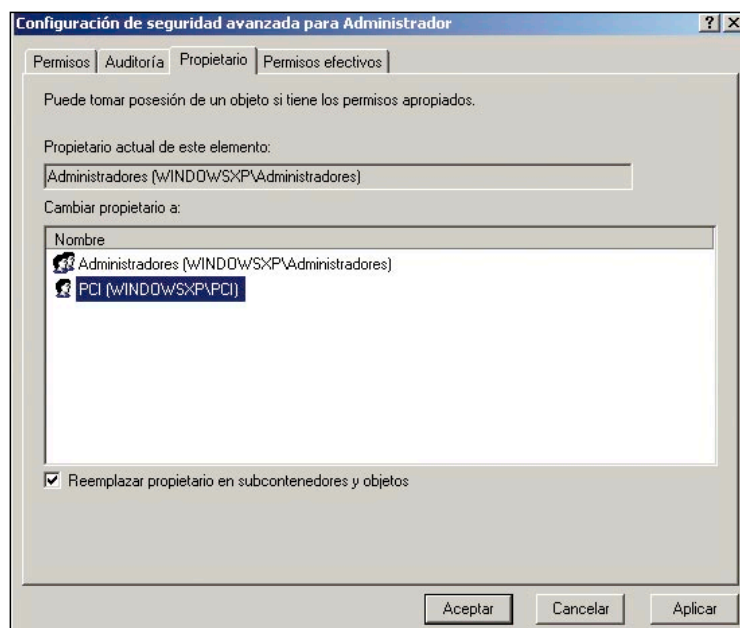 Configuración de seguridad avanzada para Administrador
Permisos Auditoría Propietario Permisos efectivos
Puede tomar posesión de un objeto si tiene los permisos apropiados.
Propietario actual de este elemento:
Administradores (WINDOWSXP\Administradores)
Cambiar propietario a:
Nombre
Administradores (WINDOWSXP\Administradores)
PCI (WINDOWSXP\PCI)
Reemplazar propietario en subcontenedores y objetos
Aceptar Cancelar Aplicar